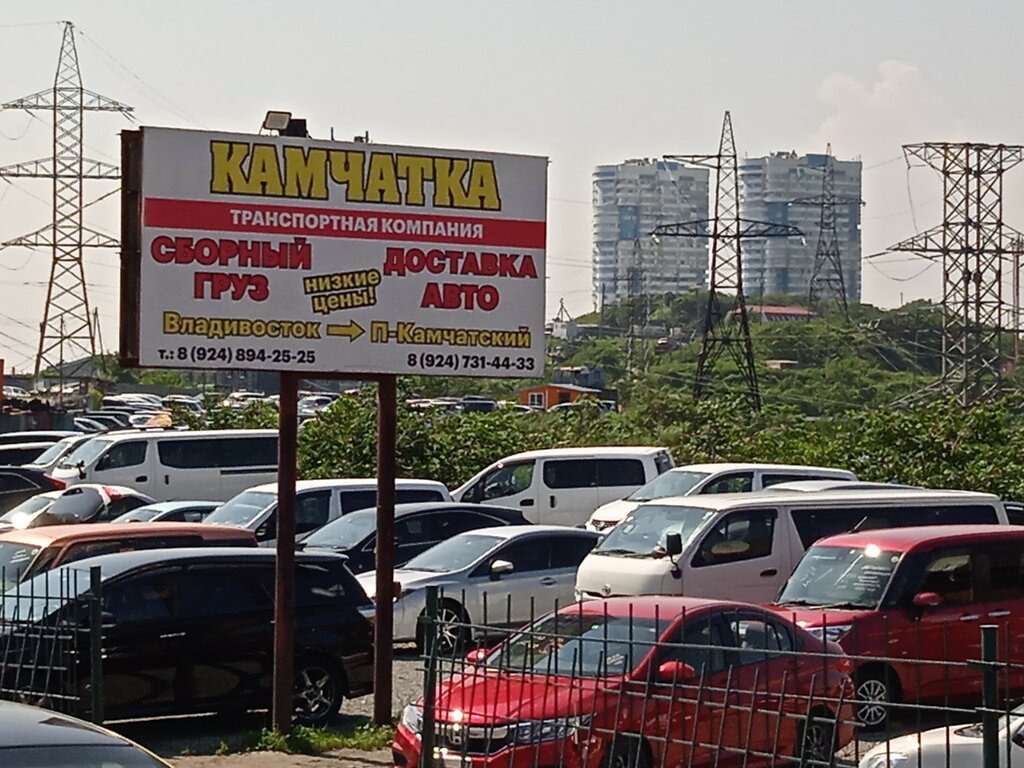 КАМЧАТКА
ТРАНСПОРТНАЯ КОМПАНИЯ
СБОРНЫЙ
ГРУЗ
низкие
цены!
ДОСТАВКА
АВТО
Владивосток → П-Камчатский
т.: 8 (924) 894-25-25 8 (924) 731-44-33